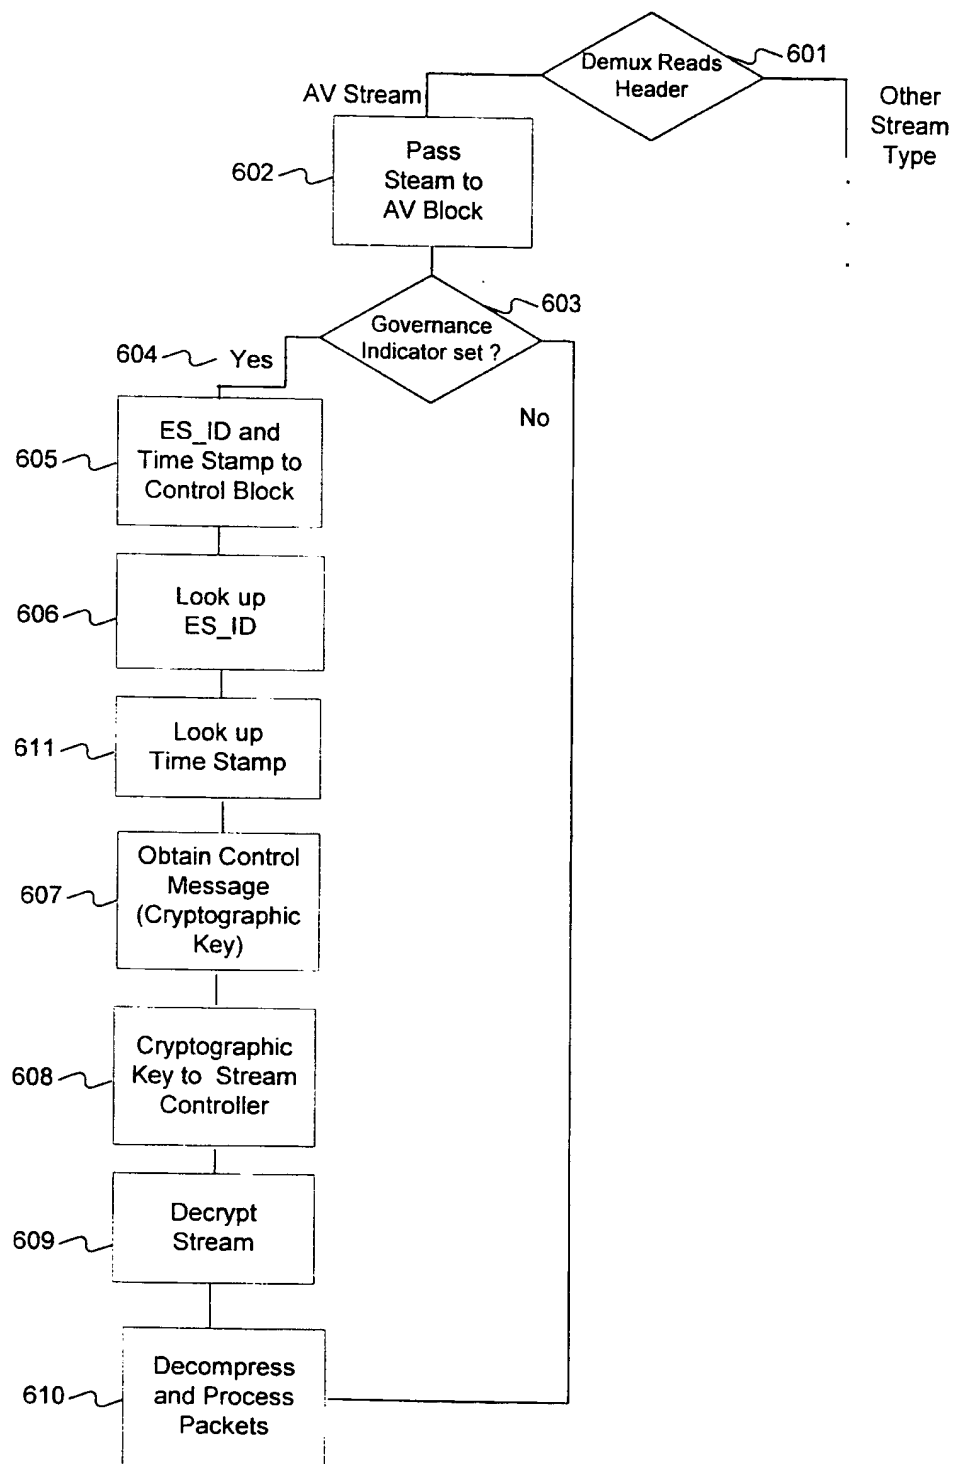 601
Demux Reads
Header
AV Stream
Other
Stream
Type
602
Pass
Steam to
AV Block
603
Governance
Indicator set ?
604
Yes
No
605
ES_ID and
Time Stamp to
Control Block
606
Look up
ES_ID
611
Look up
Time Stamp
607
Obtain Control
Message
(Cryptographic
Key)
608
Cryptographic
Key to Stream
Controller
609
Decrypt
Stream
610
Decompress
and Process
Packets